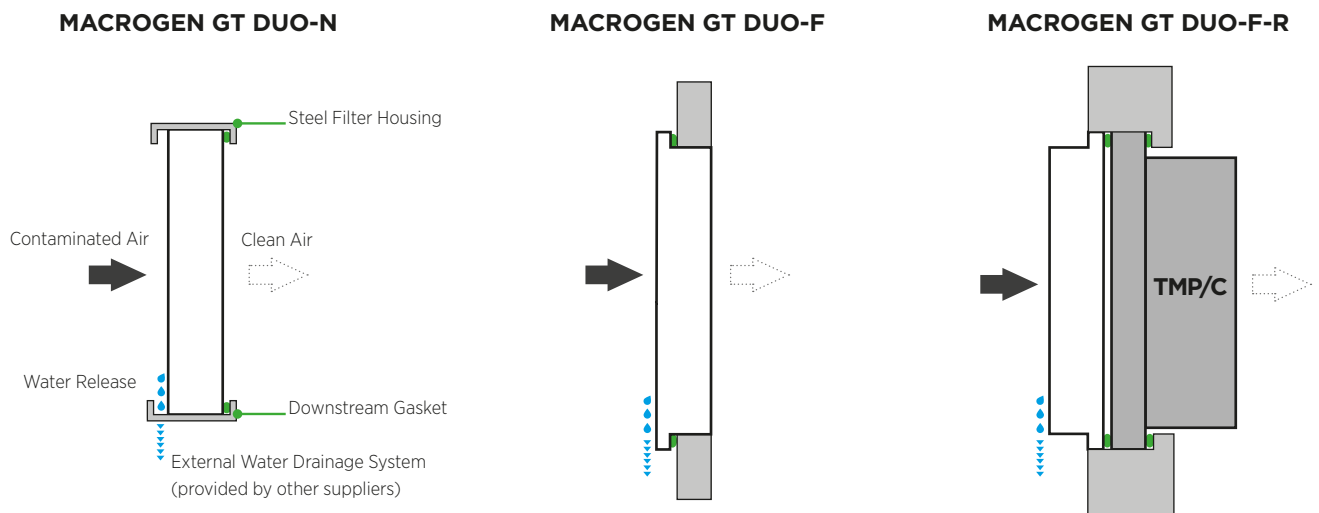 MACROGEN GT DUO-N
MACROGEN GT DUO-F
MACROGEN GT DUO-F-R
Steel Filter Housing
Contaminated Air
Clean Air
TMP/C
Water Release
Downstream Gasket
External Water Drainage System
(provided by other suppliers)